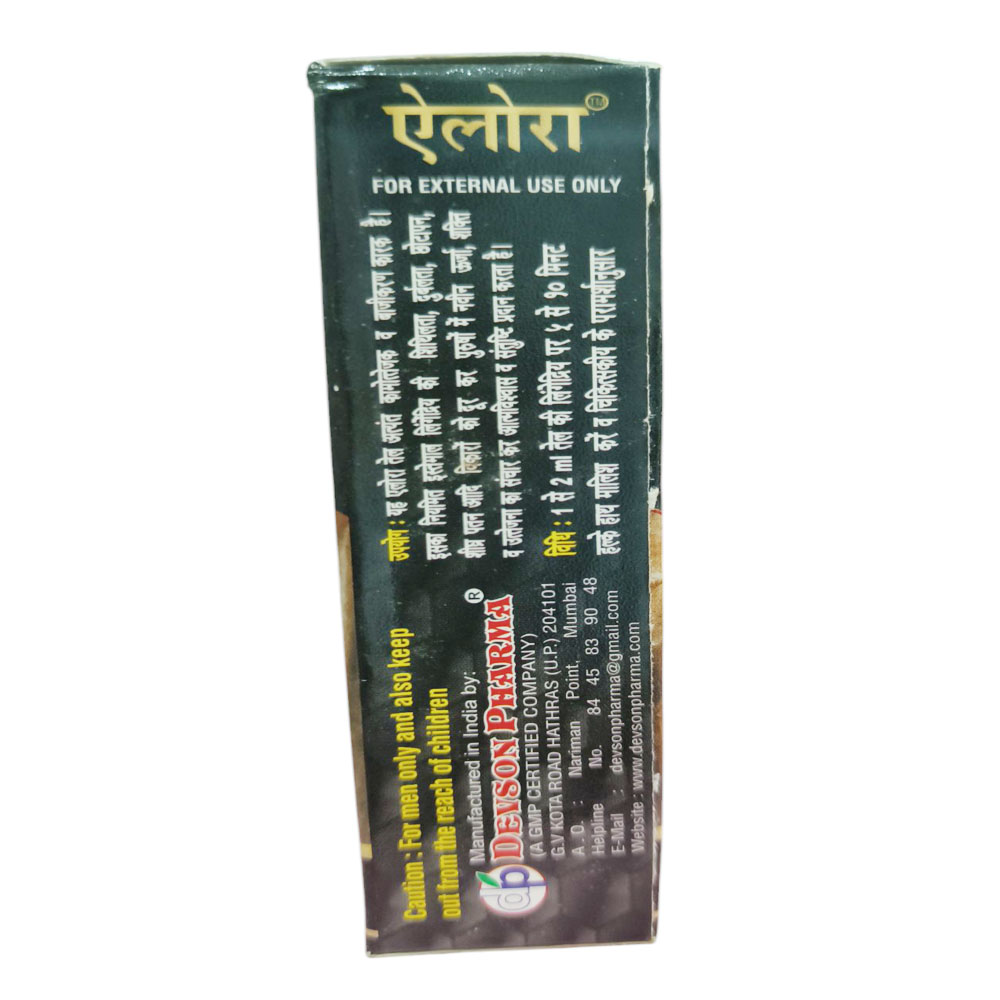 ऐलोरा TM
FOR EXTERNAL USE ONLY
उपयोग : यह एलोरा तेल अत्यंत कामोत्तेजक व वाजीकरण कारक है।
इसका नियमित इस्तेमाल लिंगेंद्रिय की शिथिलता, दुर्बलता, छोटापन,
शीघ्र पतन आदि विकारों को दूर कर पुरुषों में नवीन ऊर्जा, शक्ति
व उत्तेजना का संचार कर आत्मविश्वास व संतुष्टि प्रदान करता है।
विधि : 1 से 2 ml तेल की लिंगेंद्रिय पर ५ से १० मिनट
हल्के हाथ मालिश करें व चिकित्सकीय के परामर्शानुसार
Caution : For men only and also keep
out from the reach of children
Manufactured in India by:
dp DEVSON PHARMA ®
(A GMP CERTIFIED COMPANY)
G.V KOTA ROAD HATHRAS (U.P.) 204101
A . O. : Nariman Point, Mumbai
Helpline No. 84 45 83 90 48
E-Mail : devsonpharma@gmail.com
Website : www.devsonpharma.com